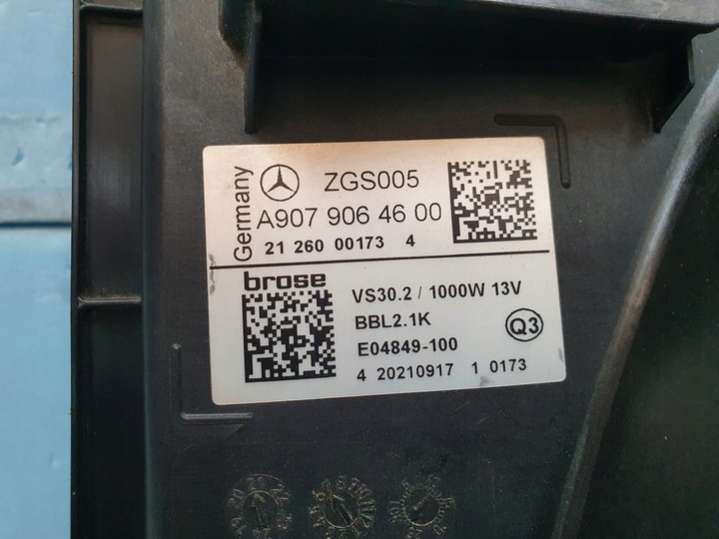 Germany
ZGS005
A907 906 46 00
21 260 00173 4
brose
VS30.2 / 1000W 13V
BBL2.1K
Q3
E04849-100
4 20210917 1 0173